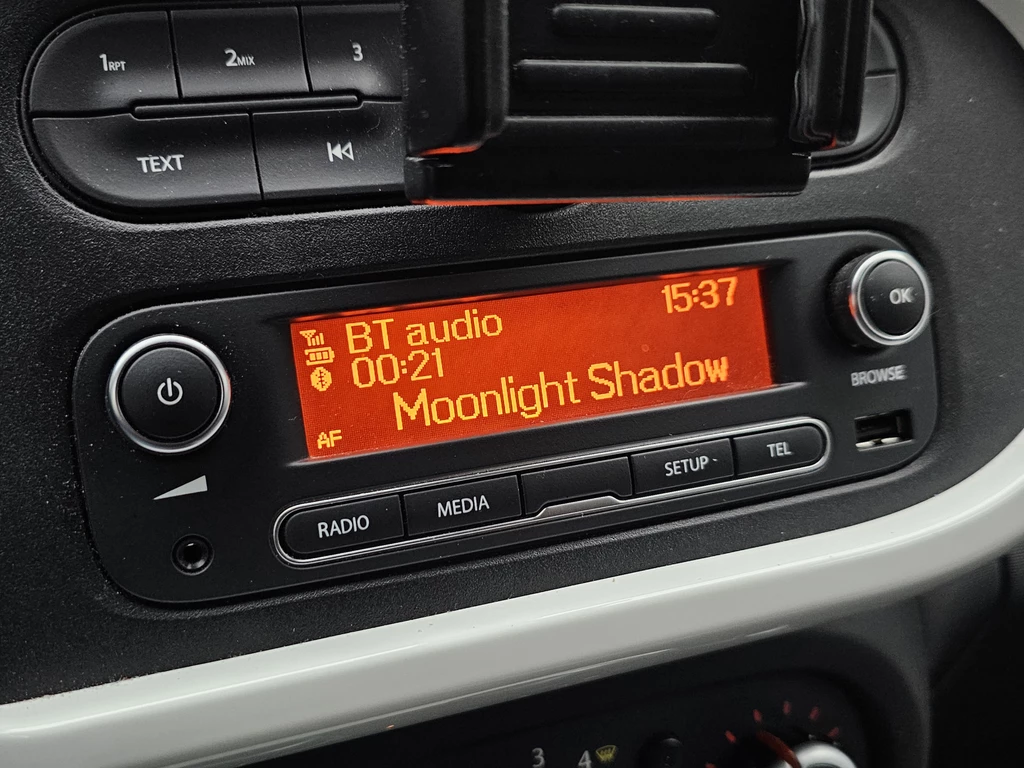 1RPT 2MIX 3
TEXT
15:37
BT audio
00:21
Moonlight Shadow
AF
OK
BROWSE
RADIO MEDIA SETUP TEL
3 4